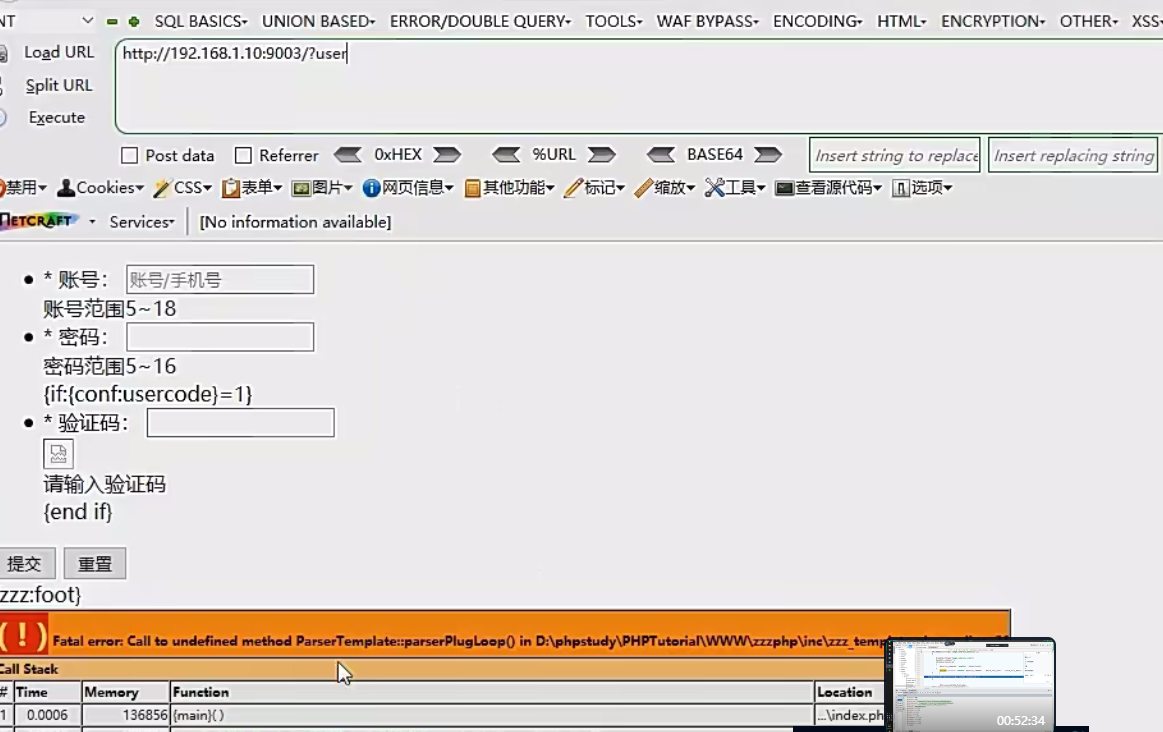 NT SQL BASICS UNION BASED ERROR/DOUBLE QUERY TOOLS WAF BYPASS ENCODING HTML ENCRYPTION OTHER XSS
Load URL http://192.168.1.10:9003/?user
Split URL
Execute
Post data Referrer 0xHEX %URL BASE64 Insert string to replace Insert replacing string
禁用 Cookies CSS 表单 图片 网页信息 其他功能 标记 缩放 工具 查看源代码 选项
NETCRAFT Services [No information available]
* 账号： 账号/手机号
账号范围5~18
* 密码：
密码范围5~16
{if:{conf:usercode}=1}
* 验证码：
请输入验证码
{end if}
提交 重置
zzz:foot}
( ! ) Fatal error: Call to undefined method ParserTemplate::parserPlugLoop() in D:\phpstudy\PHPTutorial\WWW\zzzphp\inc\zzz_temp
Call Stack
# Time Memory Function Location
1 0.0006 136856 {main}( ) ...\index.ph
00:52:34